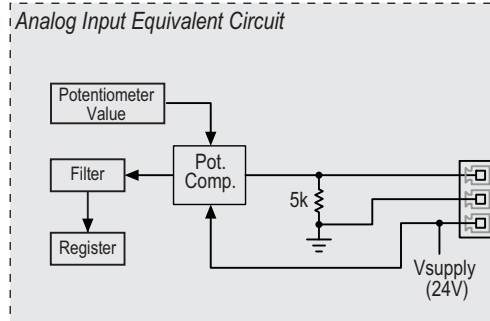 Analog Input Equivalent Circuit
Potentiometer
Value
Filter
Pot.
Comp.
5k
Register
Vsupply
(24V)